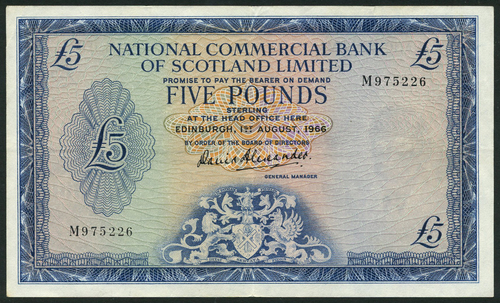 £5 £5
NATIONAL COMMERCIAL BANK
OF SCOTLAND LIMITED
PROMISE TO PAY THE BEARER ON DEMAND
M975226
FIVE POUNDS
STERLING
AT THE HEAD OFFICE HERE
EDINBURGH, 1ST AUGUST, 1966
BY ORDER OF THE BOARD OF DIRECTORS
£5
David Alexander.
GENERAL MANAGER
M975226
£5